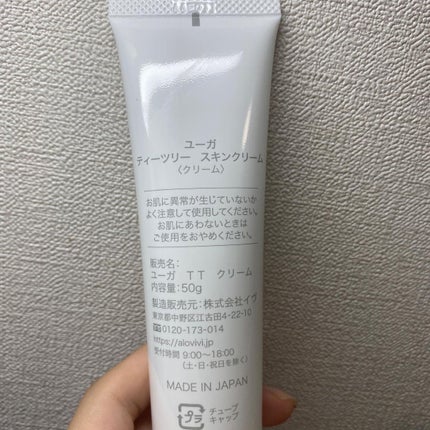 ユーガ
ティーツリー　スキンクリーム
〈クリーム〉
お肌に異常が生じていないか
よく注意して使用してください。
お肌にあわないときは
ご使用をおやめください。
販売名：
ユーガ　ＴＴ　クリーム
内容量：50g
製造販売元：株式会社イヴ
東京都中野区江古田4-22-10
0120-173-014
https://alovivi.jp
受付時間 9:00〜18:00
（土・日・祝日を除く）
MADE IN JAPAN
プラ
チューブ
キャップ